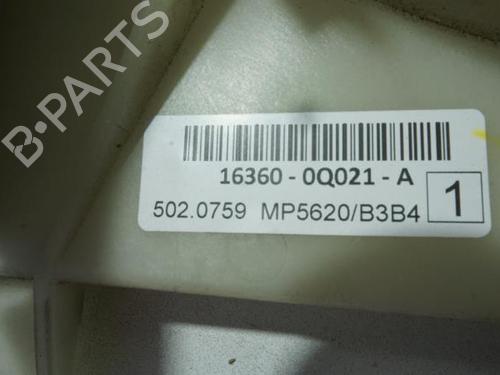 B-PARTS
16360 - 0Q021 - A
502.0759 MP5620/B3B4
1